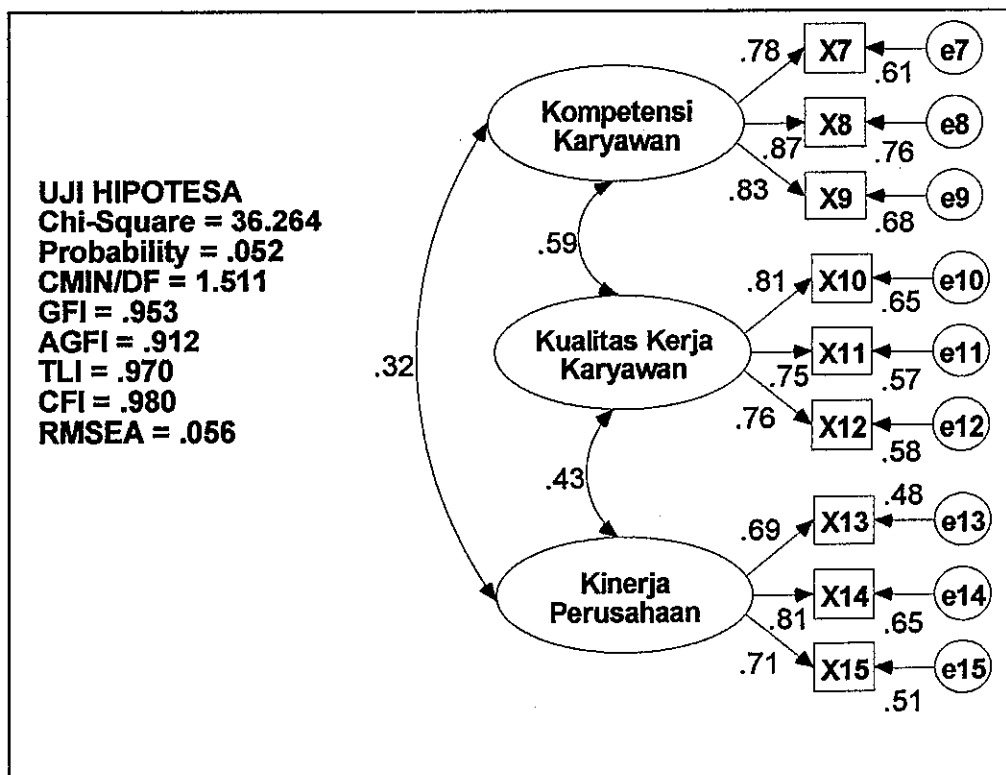 UJI HIPOTESA
Chi-Square = 36.264
Probability = .052
CMIN/DF = 1.511
GFI = .953
AGFI = .912
TLI = .970
CFI = .980
RMSEA = .056
.32
Kompetensi
Karyawan
.59
Kualitas Kerja
Karyawan
.43
Kinerja
Perusahaan
.78
X7
.61
e7
.87
X8
.76
e8
.83
X9
.68
e9
.81
X10
.65
e10
.75
X11
.57
e11
.76
X12
.58
e12
.69
X13
.48
e13
.81
X14
.65
e14
.71
X15
.51
e15